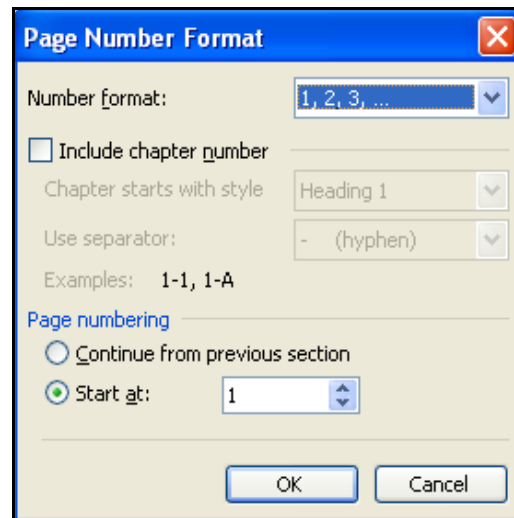 Page Number Format
Number format: 1, 2, 3, ...
Include chapter number
Chapter starts with style Heading 1
Use separator: - (hyphen)
Examples: 1-1, 1-A
Page numbering
Continue from previous section
Start at: 1
OK Cancel